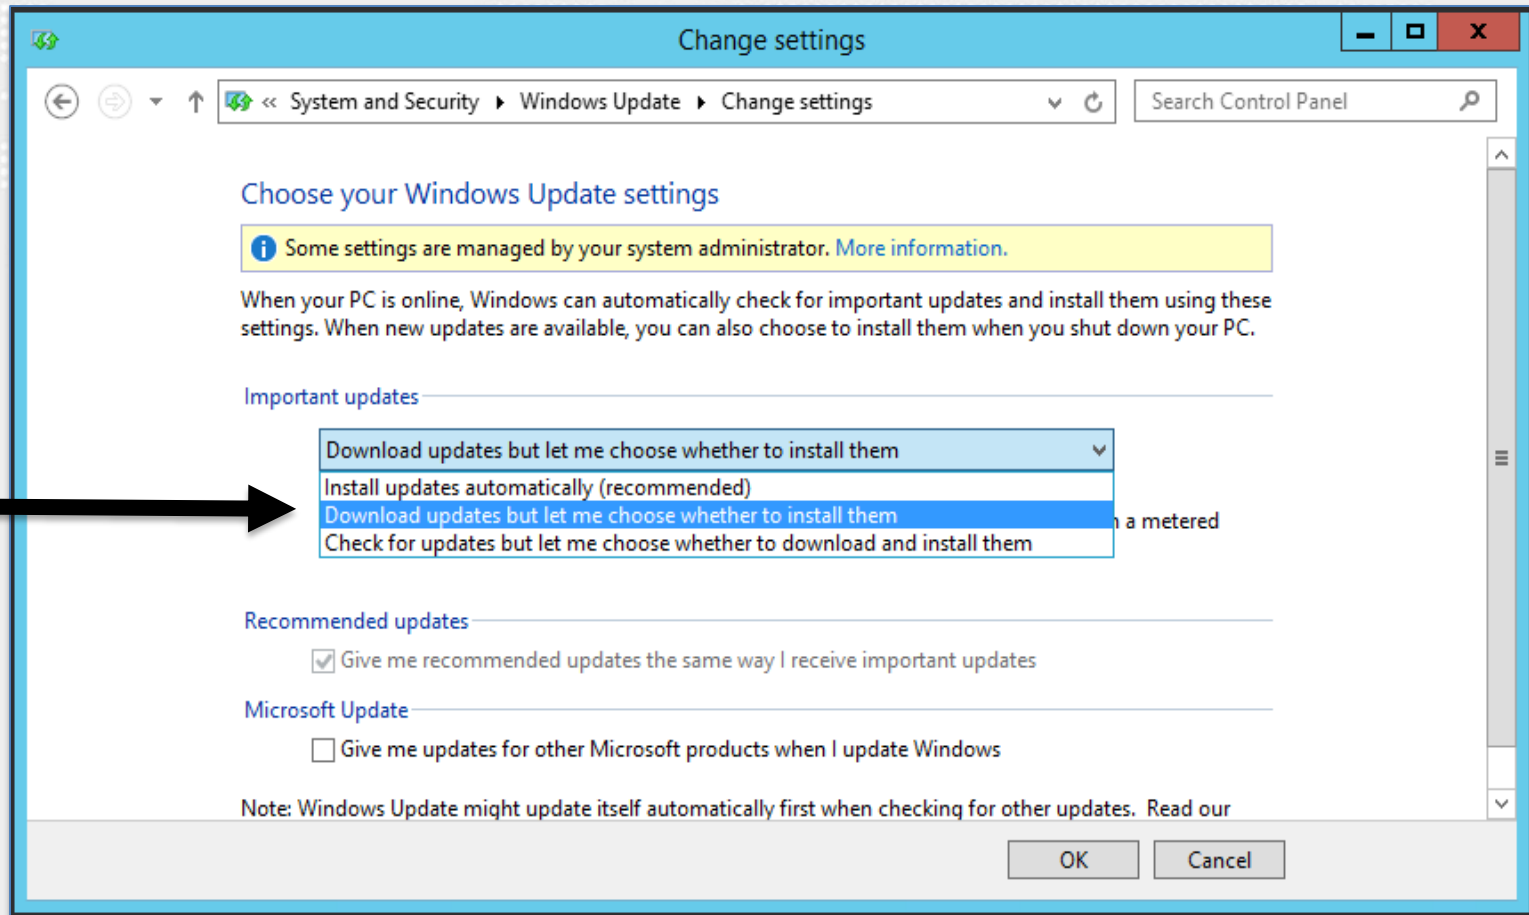 Change settings
« System and Security Windows Update Change settings
Search Control Panel
Choose your Windows Update settings
Some settings are managed by your system administrator. More information.
When your PC is online, Windows can automatically check for important updates and install them using these
settings. When new updates are available, you can also choose to install them when you shut down your PC.
Important updates
Download updates but let me choose whether to install them
Install updates automatically (recommended)
Download updates but let me choose whether to install them
a metered
Check for updates but let me choose whether to download and install them
Recommended updates
Give me recommended updates the same way I receive important updates
Microsoft Update
Give me updates for other Microsoft products when I update Windows
Note: Windows Update might update itself automatically first when checking for other updates. Read our
OK
Cancel